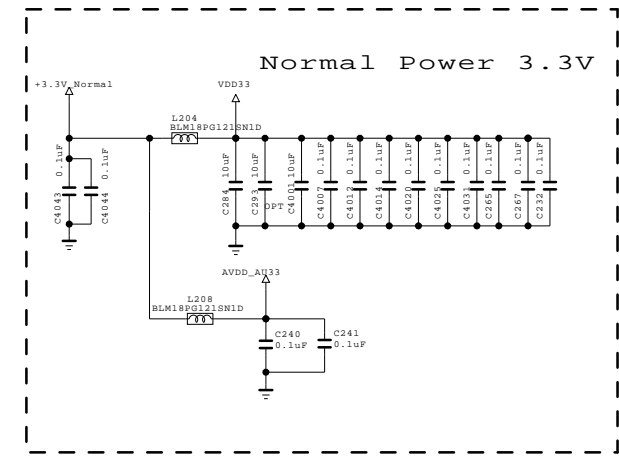 Normal Power 3.3V
+3.3V_Normal
VDD33
L204
BLM18PG121SN1D
C4043 0.1uF
C4044 0.1uF
C284 10uF
C293 10uF
OPT
C4001 10uF
C4007 0.1uF
C4012 0.1uF
C4014 0.1uF
C4020 0.1uF
C4025 0.1uF
C4031 0.1uF
C265 0.1uF
C267 0.1uF
C232 0.1uF
AVDD_AU33
L208
BLM18PG121SN1D
C240
0.1uF
C241
0.1uF